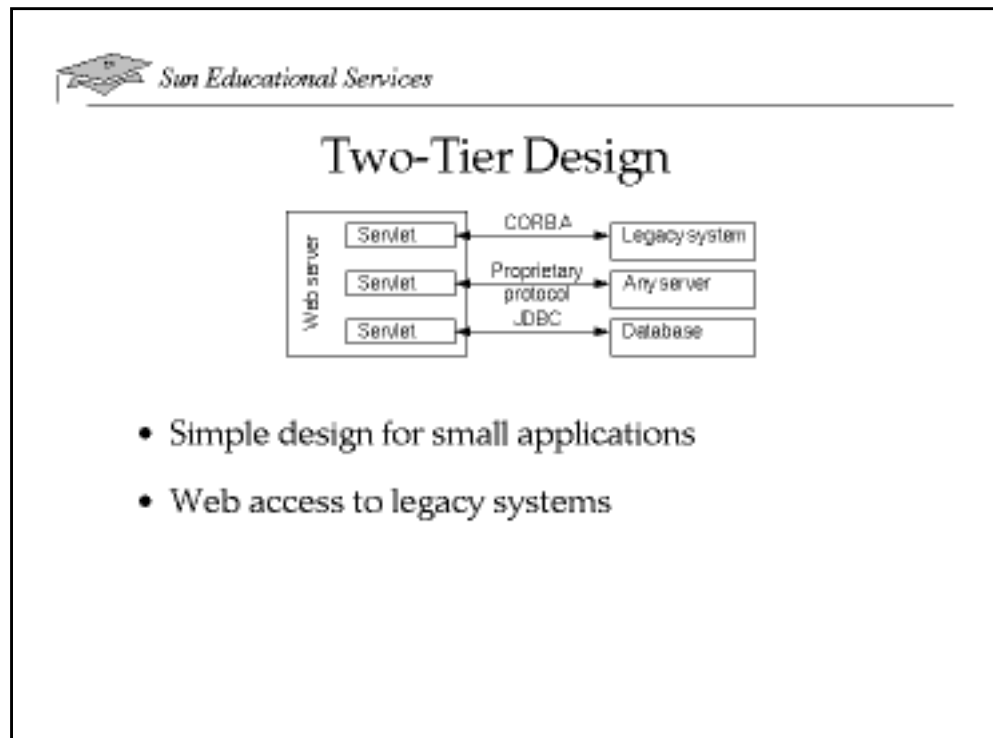 Sun Educational Services
Two-Tier Design
Web server
Servlet
CORBA
Legacy system
Servlet
Proprietary
protocol
Any server
Servlet
JDBC
Database
• Simple design for small applications
• Web access to legacy systems